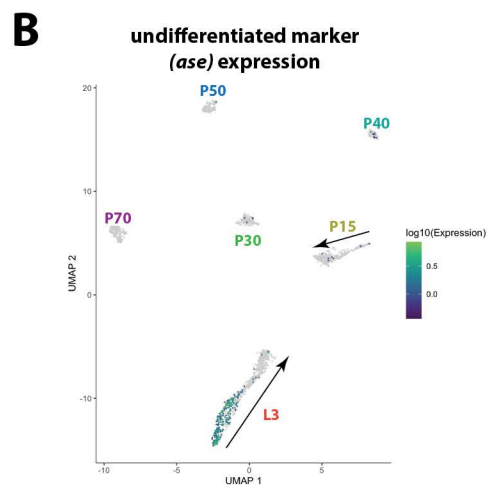 B
undifferentiated marker
(ase) expression
P50
P40
P70
P30
P15
L3
UMAP 2
20
10
0
-10
-10 -5 0 5
UMAP 1
log10(Expression)
0.5
0.0